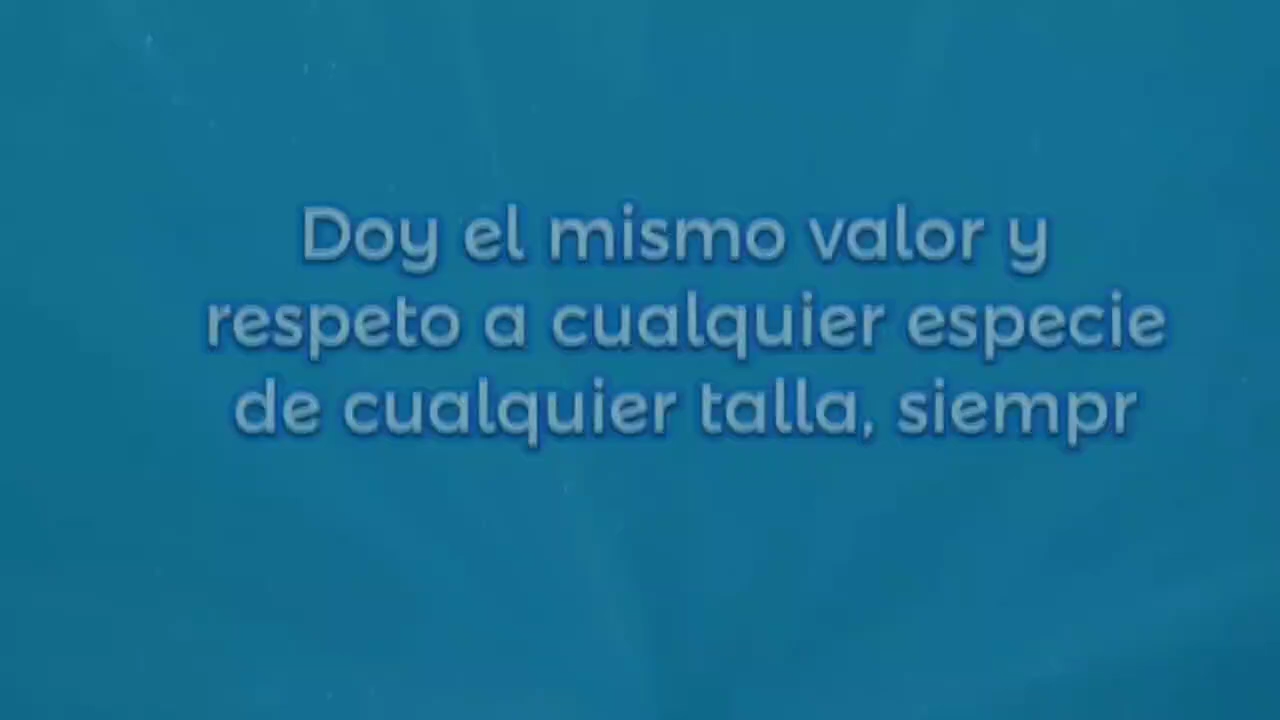 Doy el mismo valor y
respeto a cualquier especie
de cualquier talla, siempr